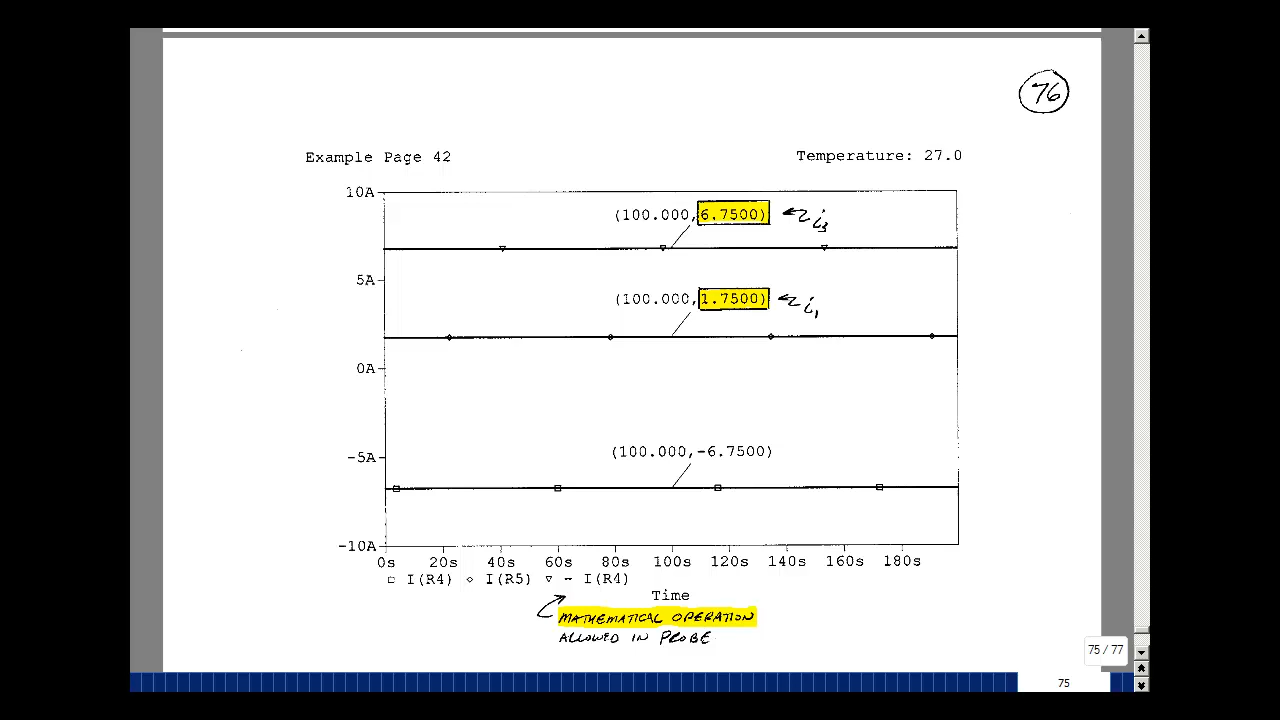 76
Example Page 42
Temperature: 27.0
10A
(100.000, 6.7500) ← i3
5A
(100.000, 1.7500) ← i1
0A
(100.000,-6.7500)
-5A
-10A
0s 20s 40s 60s 80s 100s 120s 140s 160s 180s
□ I(R4) ◇ I(R5) ▽ - I(R4)
Time
MATHEMATICAL OPERATION
ALLOWED IN PROBE
75 / 77
75